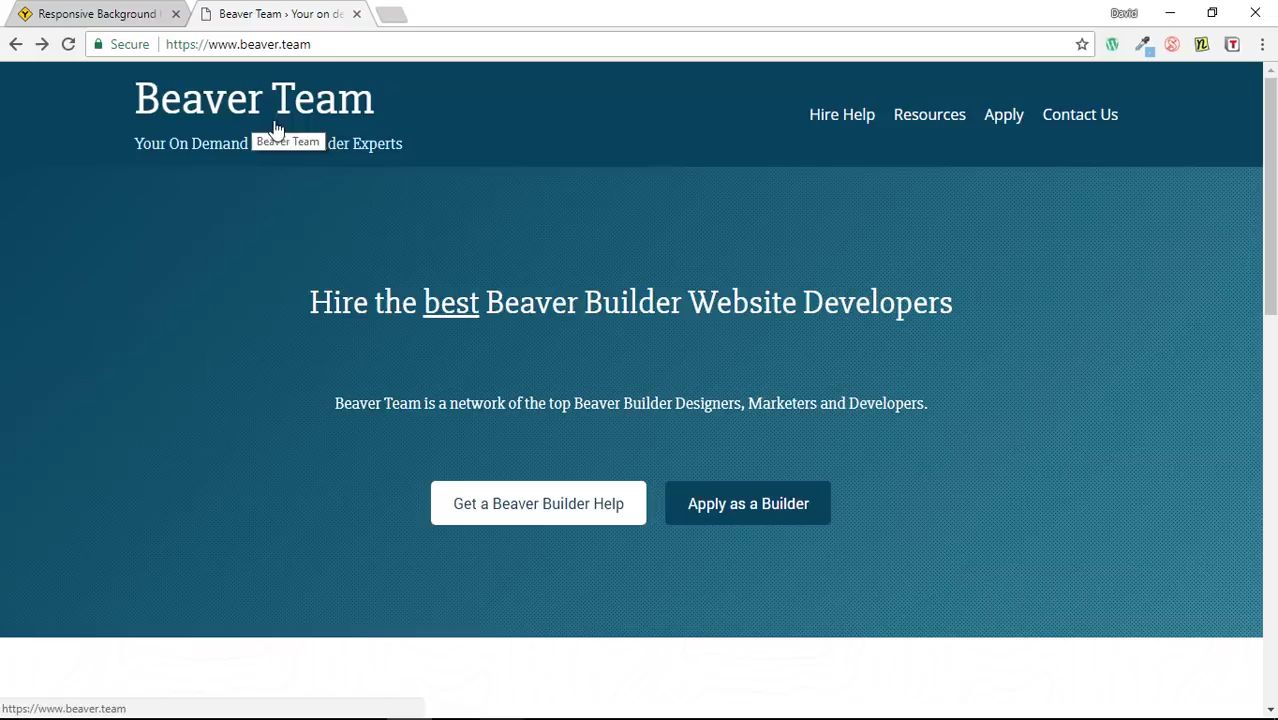 Responsive Background
Beaver Team › Your on de
David
Secure
https://www.beaver.team
Beaver Team
Your On Demand
der Experts
Beaver Team
Hire Help
Resources
Apply
Contact Us
Hire the best Beaver Builder Website Developers
Beaver Team is a network of the top Beaver Builder Designers, Marketers and Developers.
Get a Beaver Builder Help
Apply as a Builder
https://www.beaver.team